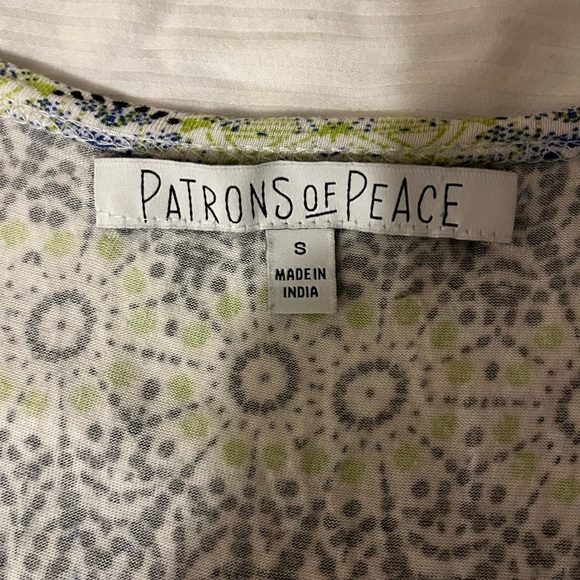 PATRONS OF PEACE
S
MADE IN
INDIA